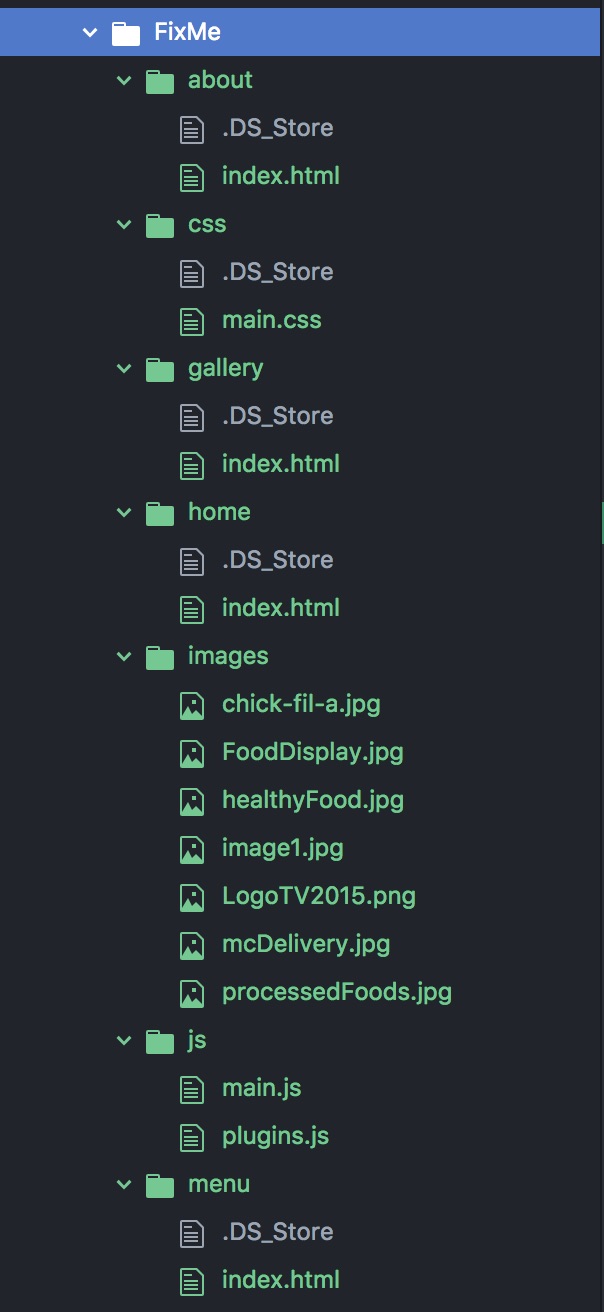 FixMe
about
.DS_Store
index.html
css
.DS_Store
main.css
gallery
.DS_Store
index.html
home
.DS_Store
index.html
images
chick-fil-a.jpg
FoodDisplay.jpg
healthyFood.jpg
image1.jpg
LogoTV2015.png
mcDelivery.jpg
processedFoods.jpg
js
main.js
plugins.js
menu
.DS_Store
index.html